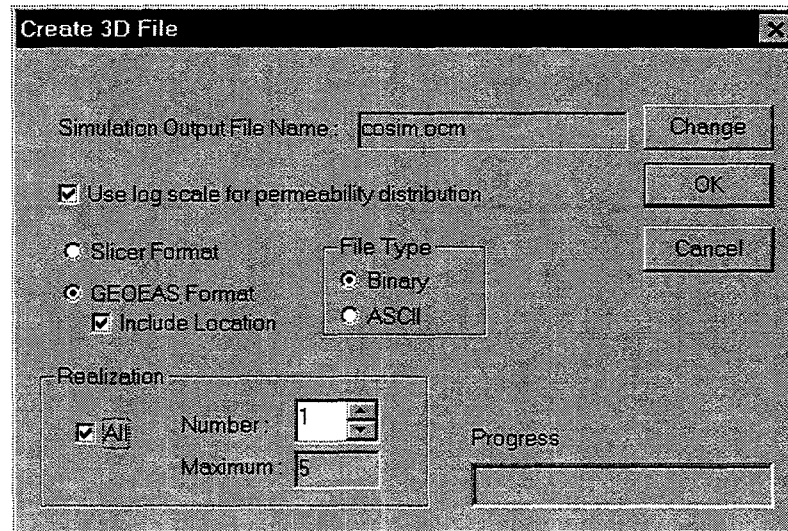 Create 3D File
Simulation Output File Name : cosim.ocm Change
Use log scale for permeability distribution OK
Slicer Format File Type Cancel
GEOEAS Format Binary
Include Location ASCII
Realization
All Number : 1
Maximum : 5
Progress